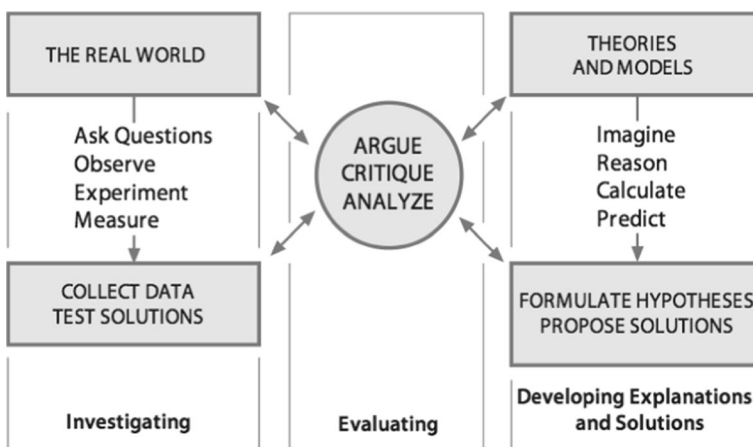 THE REAL WORLD
Ask Questions
Observe
Experiment
Measure
COLLECT DATA
TEST SOLUTIONS
Investigating
ARGUE
CRITIQUE
ANALYZE
Evaluating
THEORIES
AND MODELS
Imagine
Reason
Calculate
Predict
FORMULATE HYPOTHESES
PROPOSE SOLUTIONS
Developing Explanations
and Solutions